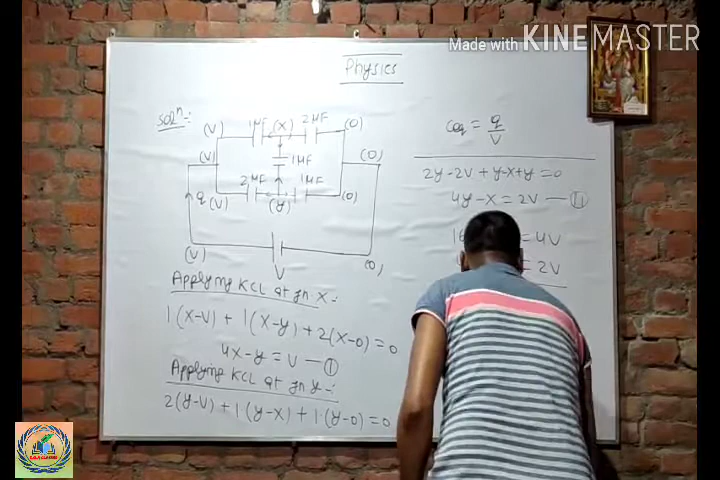 Made with KINEMASTER
Physics
Solⁿ:-
(V) 1μF (X) 2μF (0)
(V) 1μF (0)
2μF 1μF
q (V) (y) (0)
(V) (0)
V
Ceq = q/V
2y-2V+y-x+y=0
4y-x=2V —(11)
= 4V
= 2V
Applying KCL at jn X:-
1(x-V) + 1(x-y) + 2(x-0) = 0
4x-y = V —(1)
Applying KCL at jn y:-
2(y-V) + 1(y-x) + 1(y-0) = 0